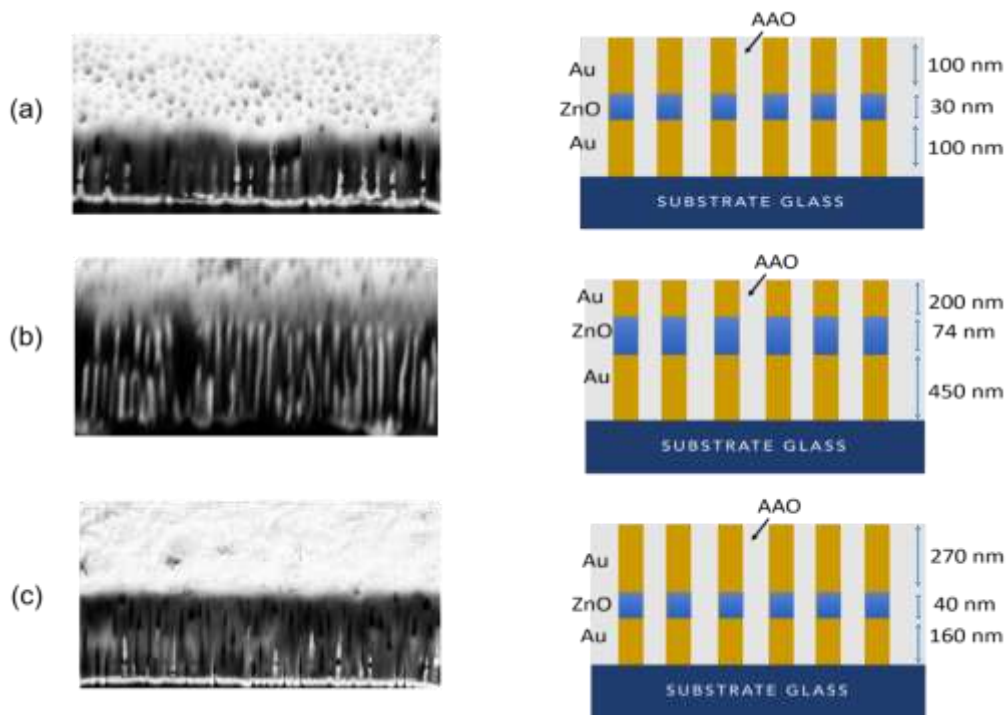 AAO
(a)
Au
100 nm
ZnO
30 nm
Au
100 nm
SUBSTRATE GLASS
AAO
(b)
Au
200 nm
ZnO
74 nm
Au
450 nm
SUBSTRATE GLASS
AAO
(c)
Au
270 nm
ZnO
40 nm
Au
160 nm
SUBSTRATE GLASS